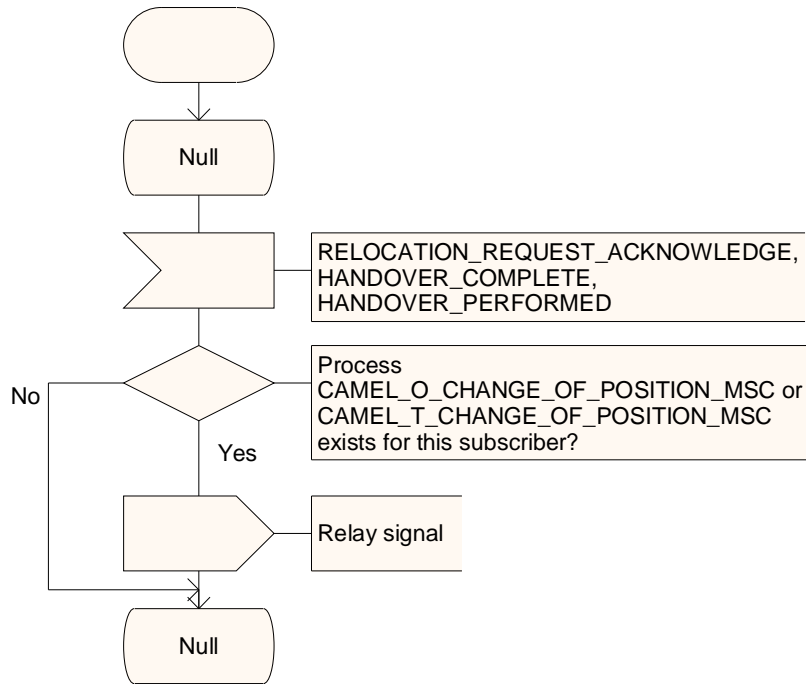 Null
RELOCATION_REQUEST_ACKNOWLEDGE,
HANDOVER_COMPLETE,
HANDOVER_PERFORMED
Process
CAMEL_O_CHANGE_OF_POSITION_MSC or
CAMEL_T_CHANGE_OF_POSITION_MSC
exists for this subscriber?
No
Yes
Relay signal
Null